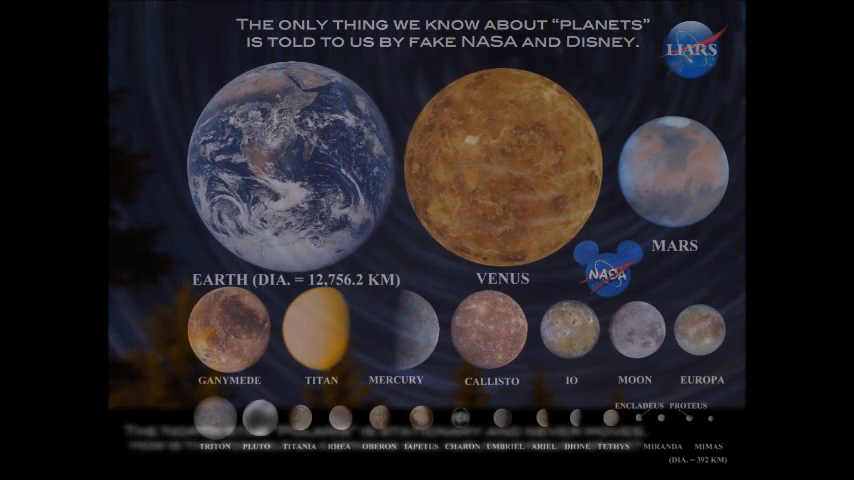 THE ONLY THING WE KNOW ABOUT “PLANETS”
IS TOLD TO US BY FAKE NASA AND DISNEY.
LIARS
MARS
NASA
EARTH (DIA. = 12,756.2 KM)
VENUS
GANYMEDE TITAN MERCURY CALLISTO IO MOON EUROPA
ENCLADEUS PROTEUS
TRITON PLUTO TITANIA RHEA OBERON IAPETUS CHARON UMBRIEL ARIEL DIONE TETHYS MIRANDA MIMAS
(DIA. = 392 KM)